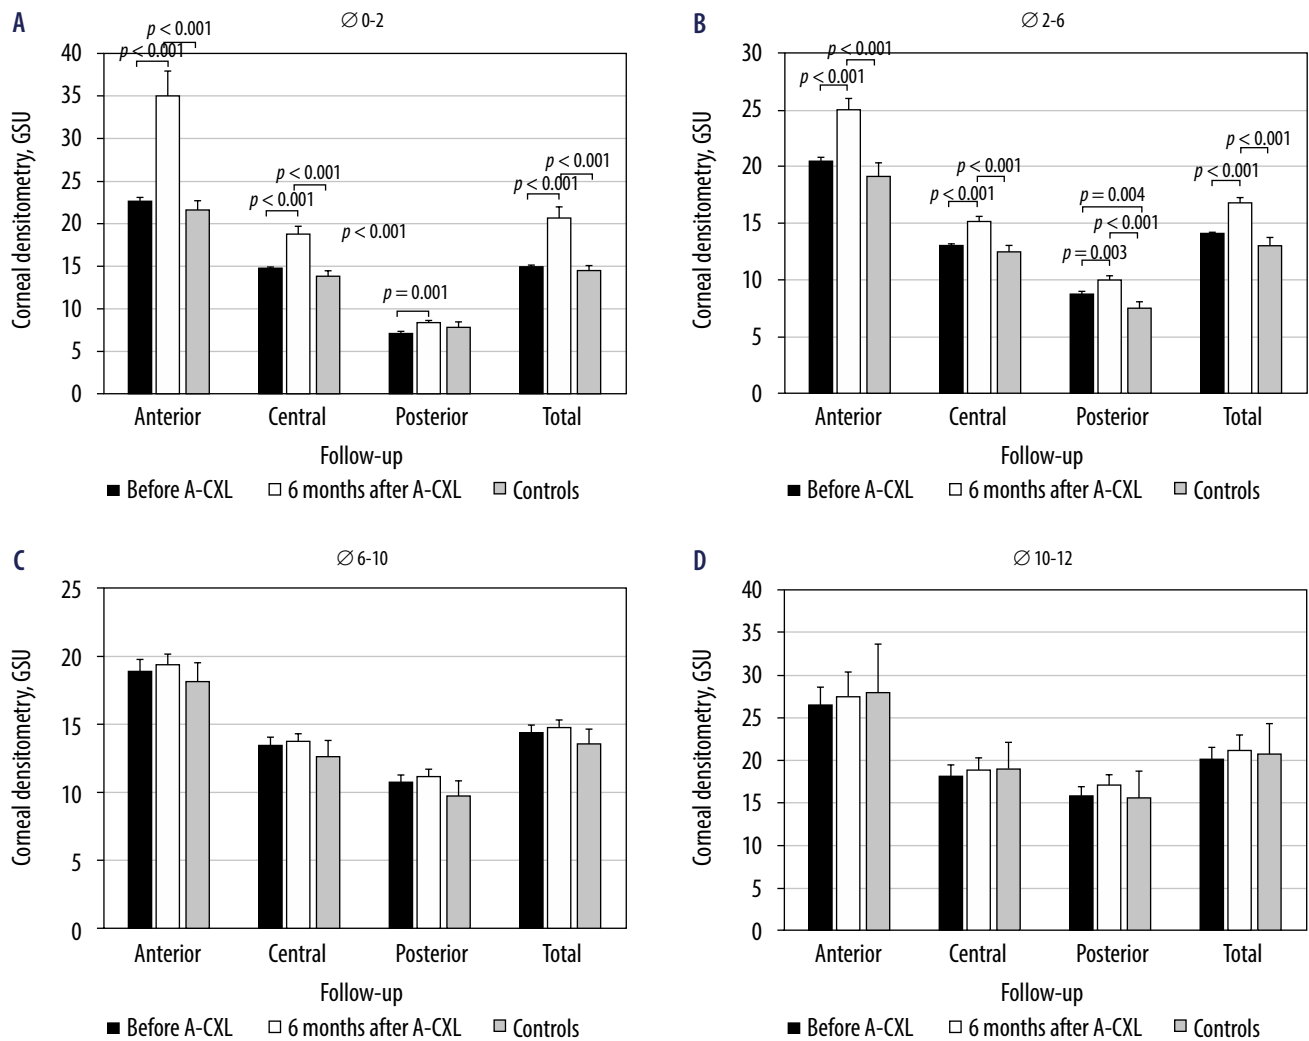 A
∅ 0-2
p < 0.001
p < 0.001
p < 0.001
p < 0.001
p < 0.001
p = 0.001
p < 0.001
p < 0.001
40
35
30
25
20
15
10
5
0
Corneal densitometry, GSU
Anterior Central Posterior Total
Follow-up
Before A-CXL 6 months after A-CXL Controls
B
∅ 2-6
p < 0.001
p < 0.001
p < 0.001
p < 0.001
p = 0.004
p < 0.001
p = 0.003
p < 0.001
p < 0.001
30
25
20
15
10
5
0
Corneal densitometry, GSU
Anterior Central Posterior Total
Follow-up
Before A-CXL 6 months after A-CXL Controls
C
∅ 6-10
25
20
15
10
5
0
Corneal densitometry, GSU
Anterior Central Posterior Total
Follow-up
Before A-CXL 6 months after A-CXL Controls
D
∅ 10-12
40
35
30
25
20
15
10
5
0
Corneal densitometry, GSU
Anterior Central Posterior Total
Follow-up
Before A-CXL 6 months after A-CXL Controls